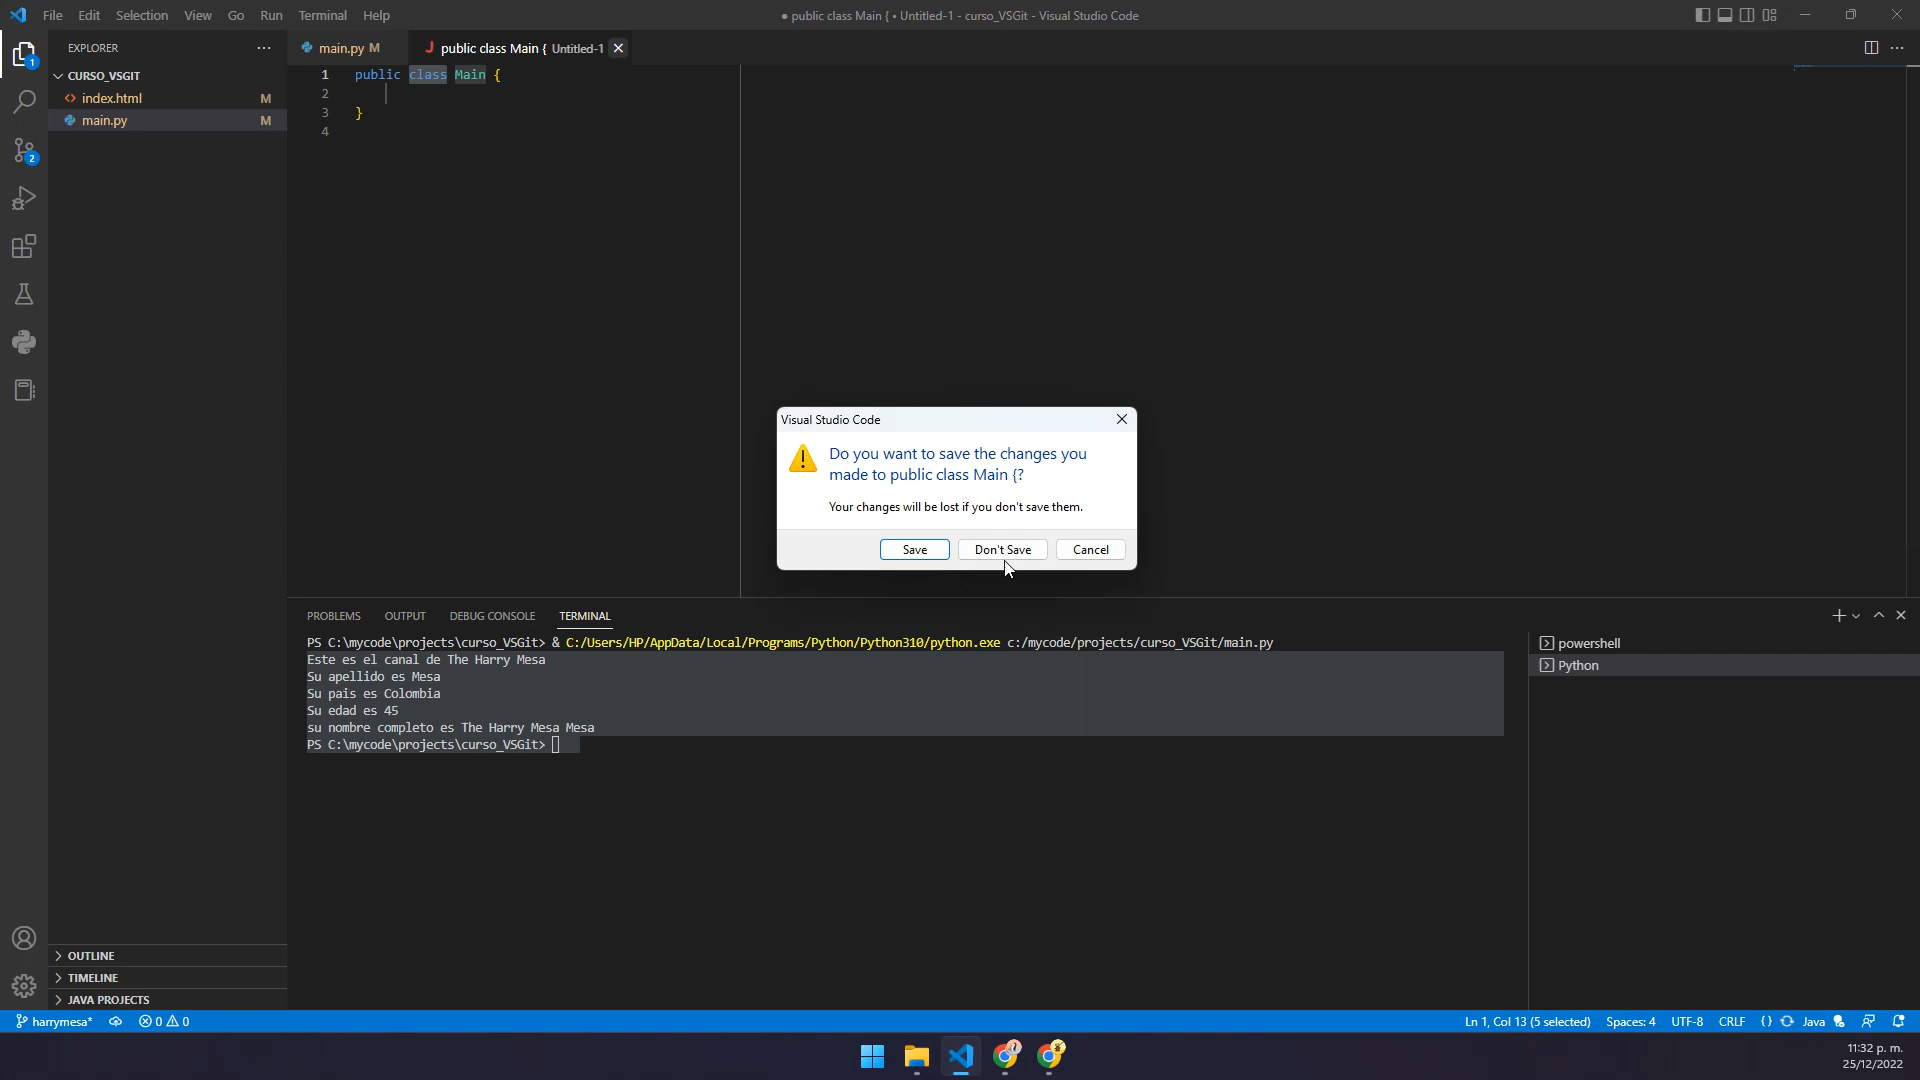 File Edit Selection View Go Run Terminal Help
● public class Main { • Untitled-1 - curso_VSGit - Visual Studio Code
EXPLORER
main.py M
J public class Main { Untitled-1
CURSO_VSGIT
index.html M
main.py M
1 public class Main {
2
3 }
4
1
2
Visual Studio Code
Do you want to save the changes you
made to public class Main {?
Your changes will be lost if you don't save them.
Save Don't Save Cancel
PROBLEMS OUTPUT DEBUG CONSOLE TERMINAL
PS C:\mycode\projects\curso_VSGit> & C:/Users/HP/AppData/Local/Programs/Python/Python310/python.exe c:/mycode/projects/curso_VSGit/main.py
Este es el canal de The Harry Mesa
Su apellido es Mesa
Su pais es Colombia
Su edad es 45
su nombre completo es The Harry Mesa Mesa
PS C:\mycode\projects\curso_VSGit>
powershell
Python
OUTLINE
TIMELINE
JAVA PROJECTS
harrymesa* 0 0
Ln 1, Col 13 (5 selected) Spaces: 4 UTF-8 CRLF {} Java
11:32 p. m.
25/12/2022